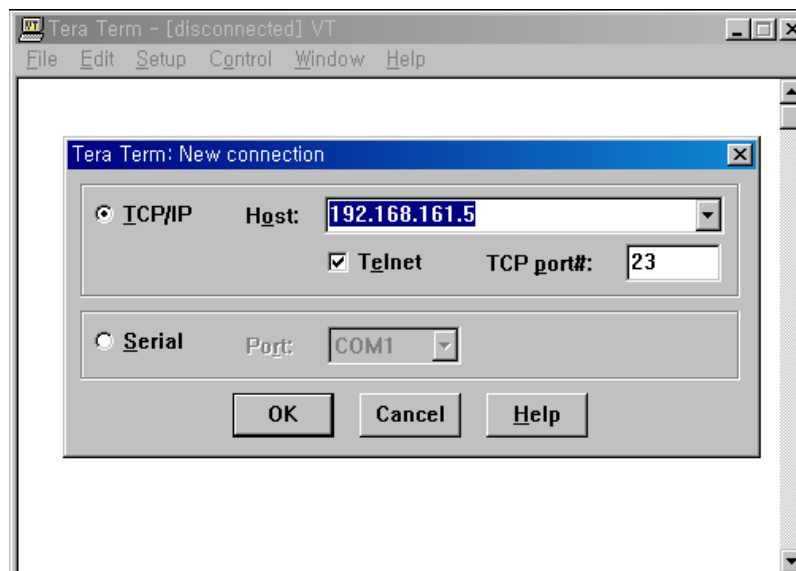 VT Tera Term - [disconnected] VT
File Edit Setup Control Window Help
Tera Term: New connection
TCP/IP Host: 192.168.161.5
Telnet TCP port#: 23
Serial Port: COM1
OK Cancel Help